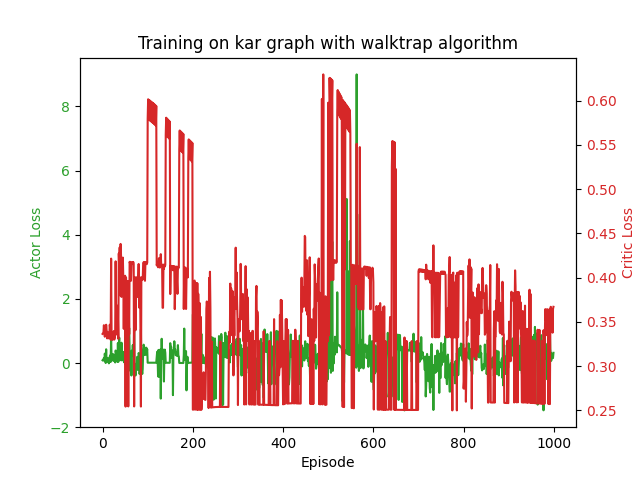 Training on kar graph with walktrap algorithm
Actor Loss
8
6
4
2
0
−2
0.60
0.55
0.50
0.45
0.40
0.35
0.30
0.25
Critic Loss
0 200 400 600 800 1000
Episode